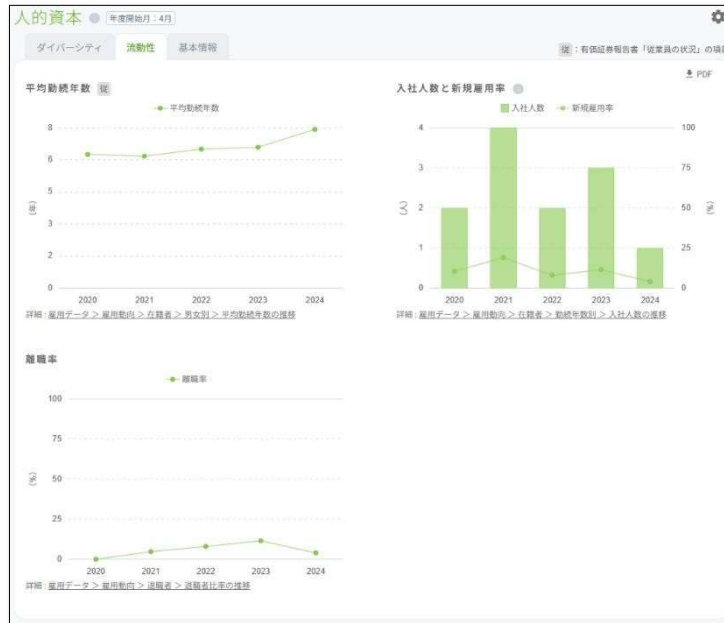 人的資本 年度開始月：4月
ダイバーシティ 流動性 基本情報
従：有価証券報告書「従業員の状況」の項
PDF
平均勤続年数 従
平均勤続年数
8
6
5
3
2
0
(年)
2020 2021 2022 2023 2024
詳細：雇用データ > 雇用動向 > 在籍者 > 男女別 > 平均勤続年数の推移
入社人数と新規雇用率
入社人数 新規雇用率
4 100
3 75
2 50
1 25
0 0
(人) (%)
2020 2021 2022 2023 2024
詳細：雇用データ > 雇用動向 > 在籍者 > 勤続年数別 > 入社人数の推移
離職率
離職率
100
75
50
25
0
(%)
2020 2021 2022 2023 2024
詳細：雇用データ > 雇用動向 > 退職者 > 退職者比率の推移